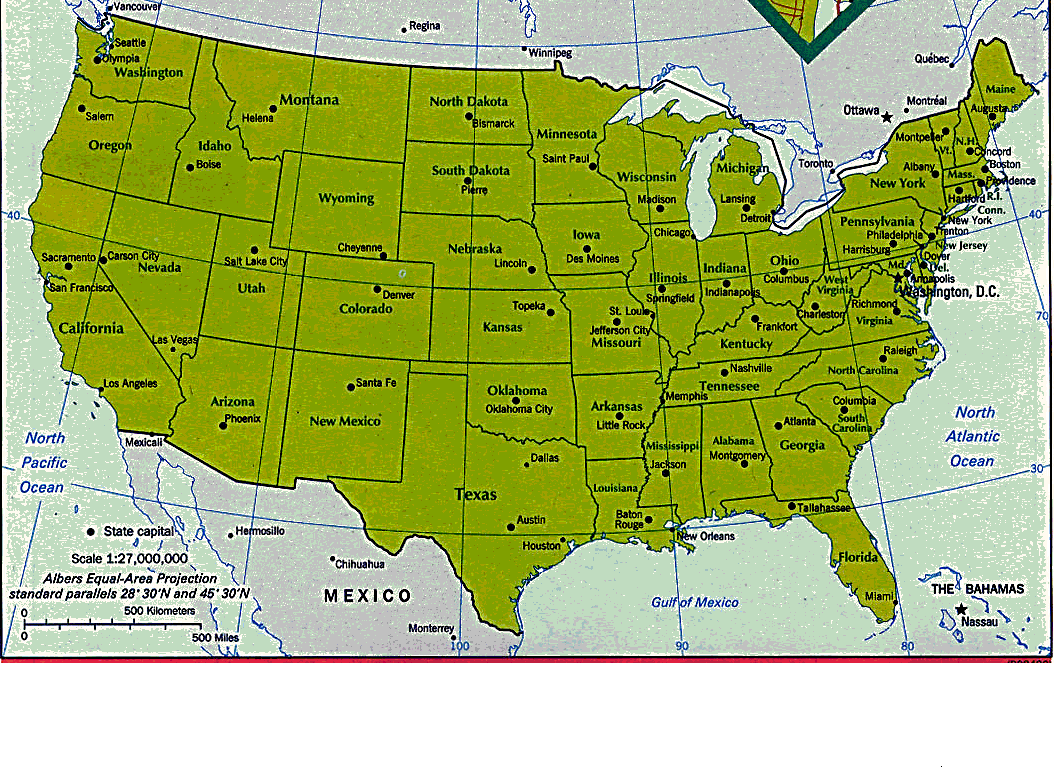 Vancouver
Regina
Winnipeg
Québec
Seattle
Olympia
Washington
Montana
North Dakota
Maine
Ottawa
Montréal
Augusta
Salem
Helena
Bismarck
Minnesota
Montpelier
N.H.
Oregon
Idaho
Saint Paul
Vt.
Concord
Boise
South Dakota
Pierre
Wisconsin
Michigan
Toronto
Albany
Boston
Mass.
Providence
New York
Wyoming
Madison
Lansing
Hartford
R.I.
Conn.
40
Detroit
Pennsylvania
New York
40
Iowa
Chicago
Philadelphia
Trenton
Cheyenne
Nebraska
Harrisburg
New Jersey
Sacramento
Carson City
Nevada
Salt Lake City
Lincoln
Des Moines
Ohio
Dover
Md.
Del.
Illinois
Indiana
Columbus
Annapolis
San Francisco
Utah
Denver
Springfield
Indianapolis
West
Virginia
Washington, D.C.
Colorado
Topeka
St. Louis
Charleston
Richmond
70
California
Kansas
Jefferson City
Missouri
Frankfort
Virginia
Las Vegas
Kentucky
Raleigh
Los Angeles
Santa Fe
Oklahoma
Nashville
Tennessee
North Carolina
Arizona
Oklahoma City
Arkansas
Memphis
Columbia
Phoenix
New Mexico
Little Rock
Atlanta
South
Carolina
North
Pacific
Ocean
Mexicali
Mississippi
Alabama
Montgomery
Georgia
North
Atlantic
Ocean
Dallas
Jackson
30
Texas
Louisiana
Baton
Rouge
Tallahassee
State capital
Hermosillo
Austin
New Orleans
Houston
Scale 1:27,000,000
Chihuahua
Florida
Albers Equal-Area Projection
standard parallels 28°30'N and 45°30'N
MEXICO
Gulf of Mexico
Miami
THE BAHAMAS
Nassau
0 500 Kilometers
0 500 Miles
Monterrey
100
90
80